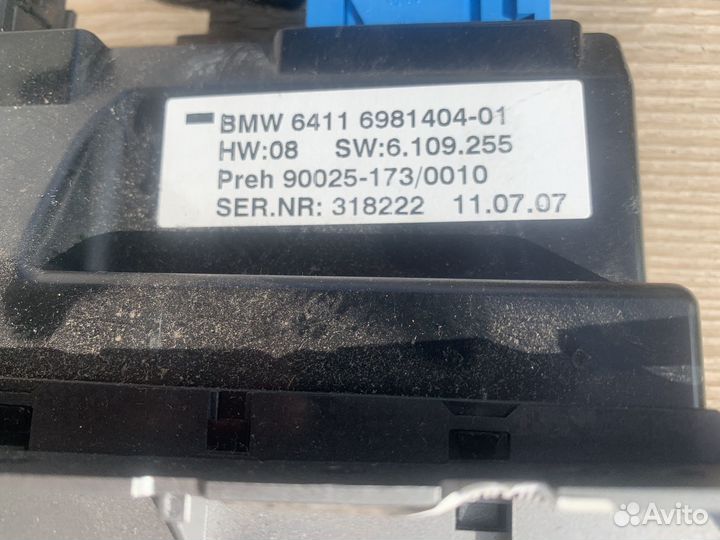 BMW 6411 6981404-01
HW:08 SW:6.109.255
Preh 90025-173/0010
SER.NR: 318222 11.07.07
Avito